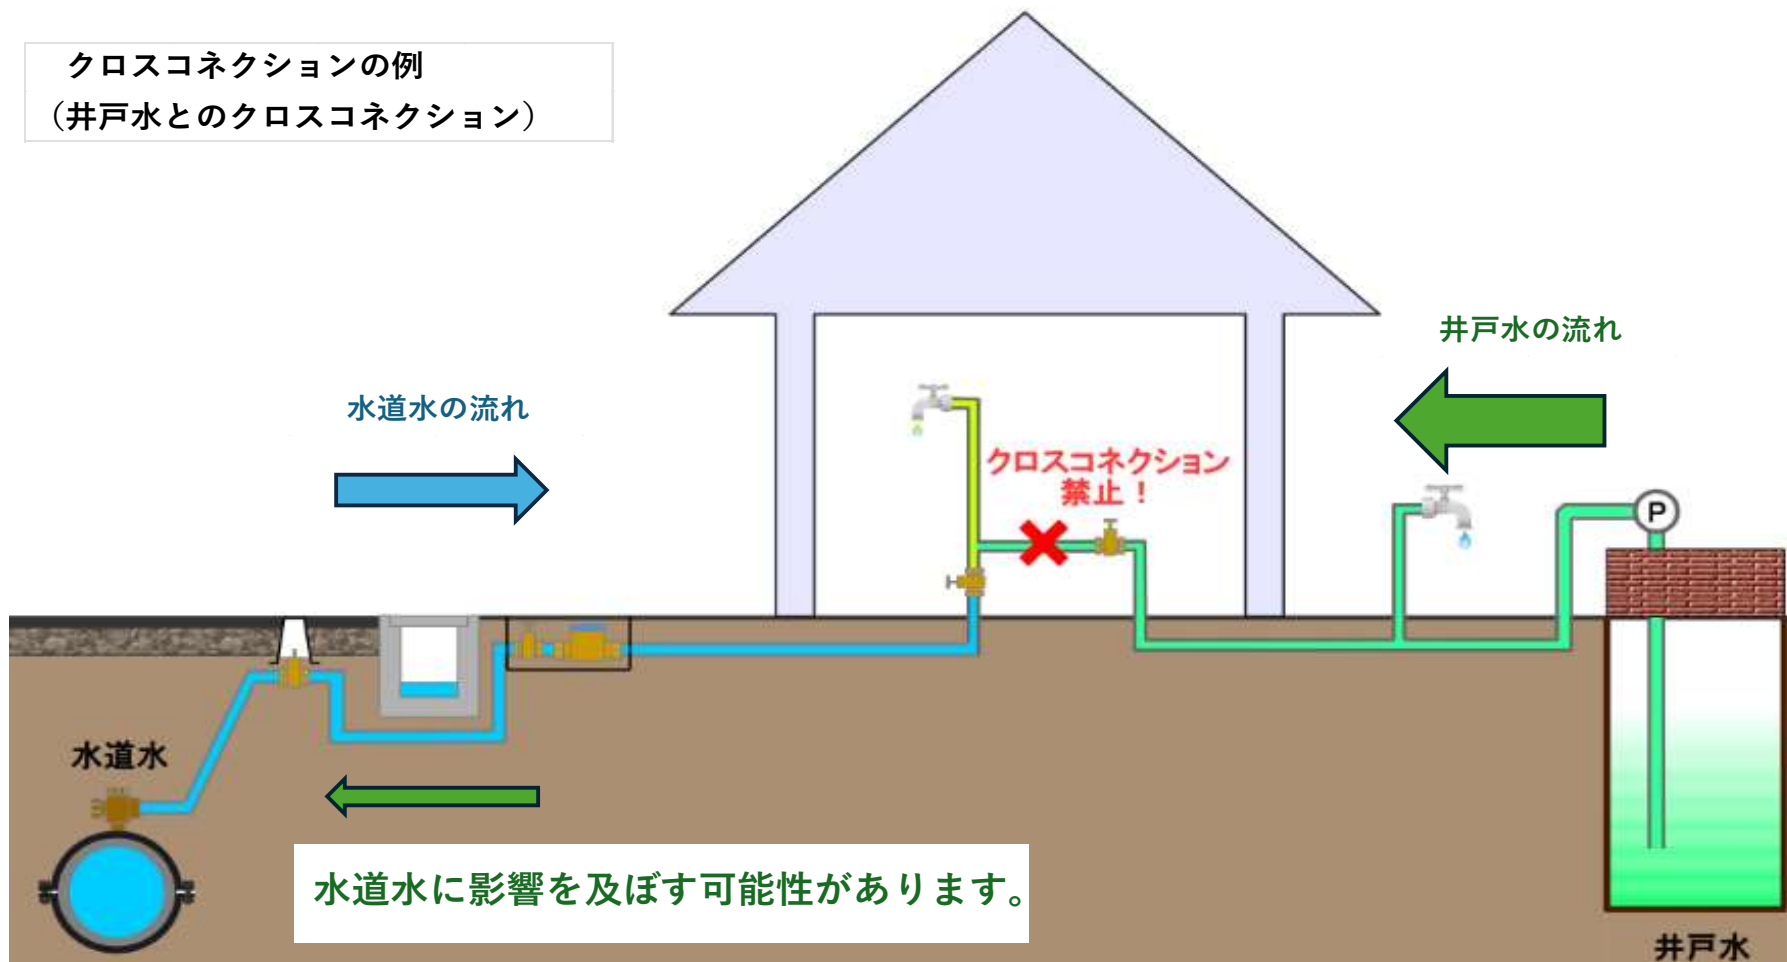 クロスコネクションの例
（井戸水とのクロスコネクション）
井戸水の流れ
水道水の流れ
クロスコネクション
禁止！
P
水道水
水道水に影響を及ぼす可能性があります。
井戸水